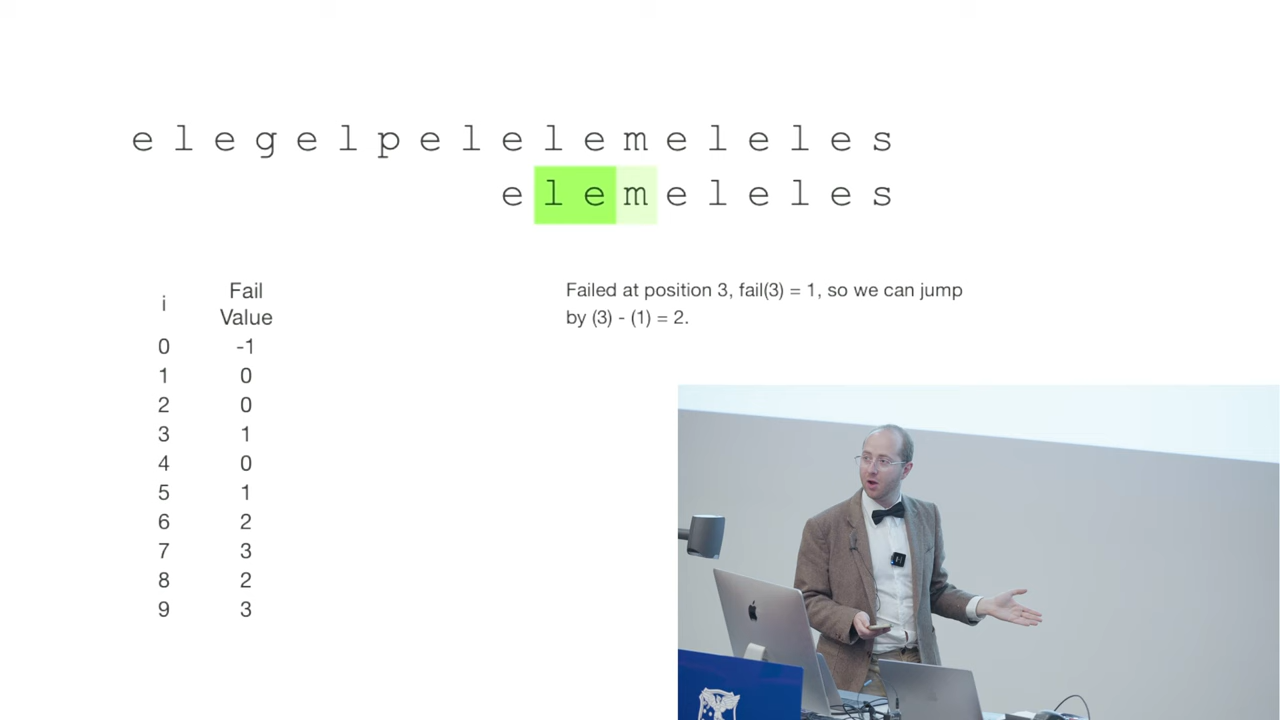 e l e g e l p e l e l e m e l e l e s
e l e m e l e l e s
i Fail Value
0 -1
1 0
2 0
3 1
4 0
5 1
6 2
7 3
8 2
9 3
Failed at position 3, fail(3) = 1, so we can jump
by (3) - (1) = 2.